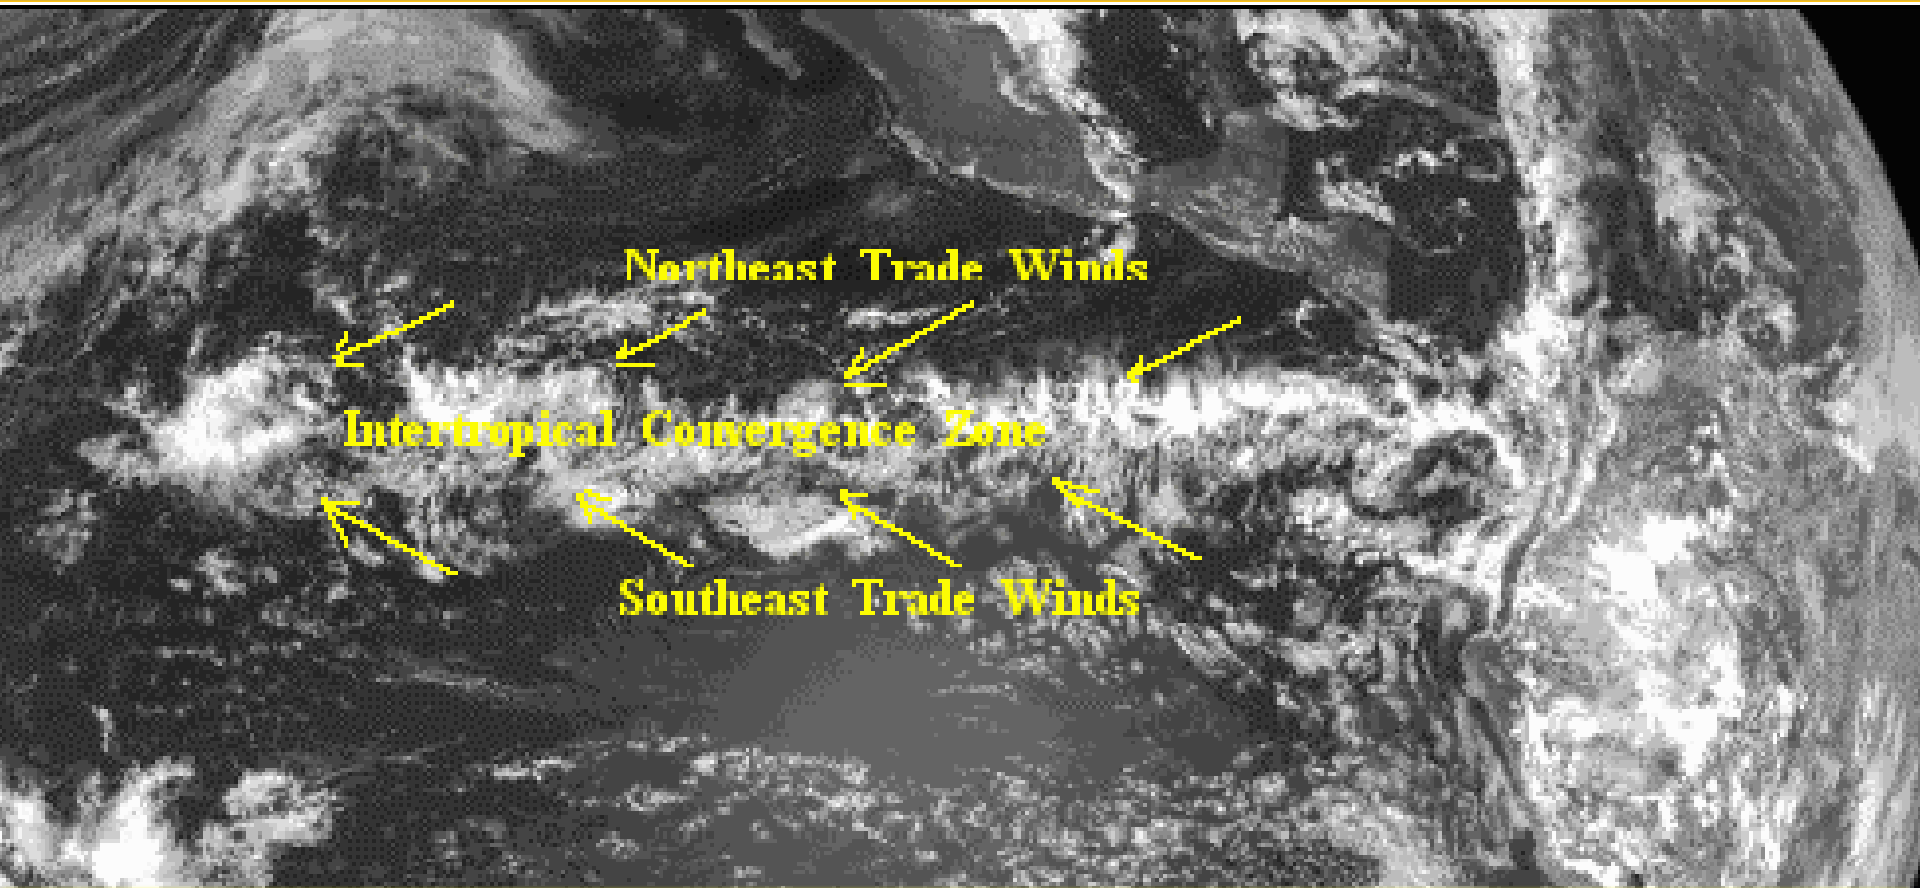 Northeast Trade Winds
Intertropical Convergence Zone
Southeast Trade Winds